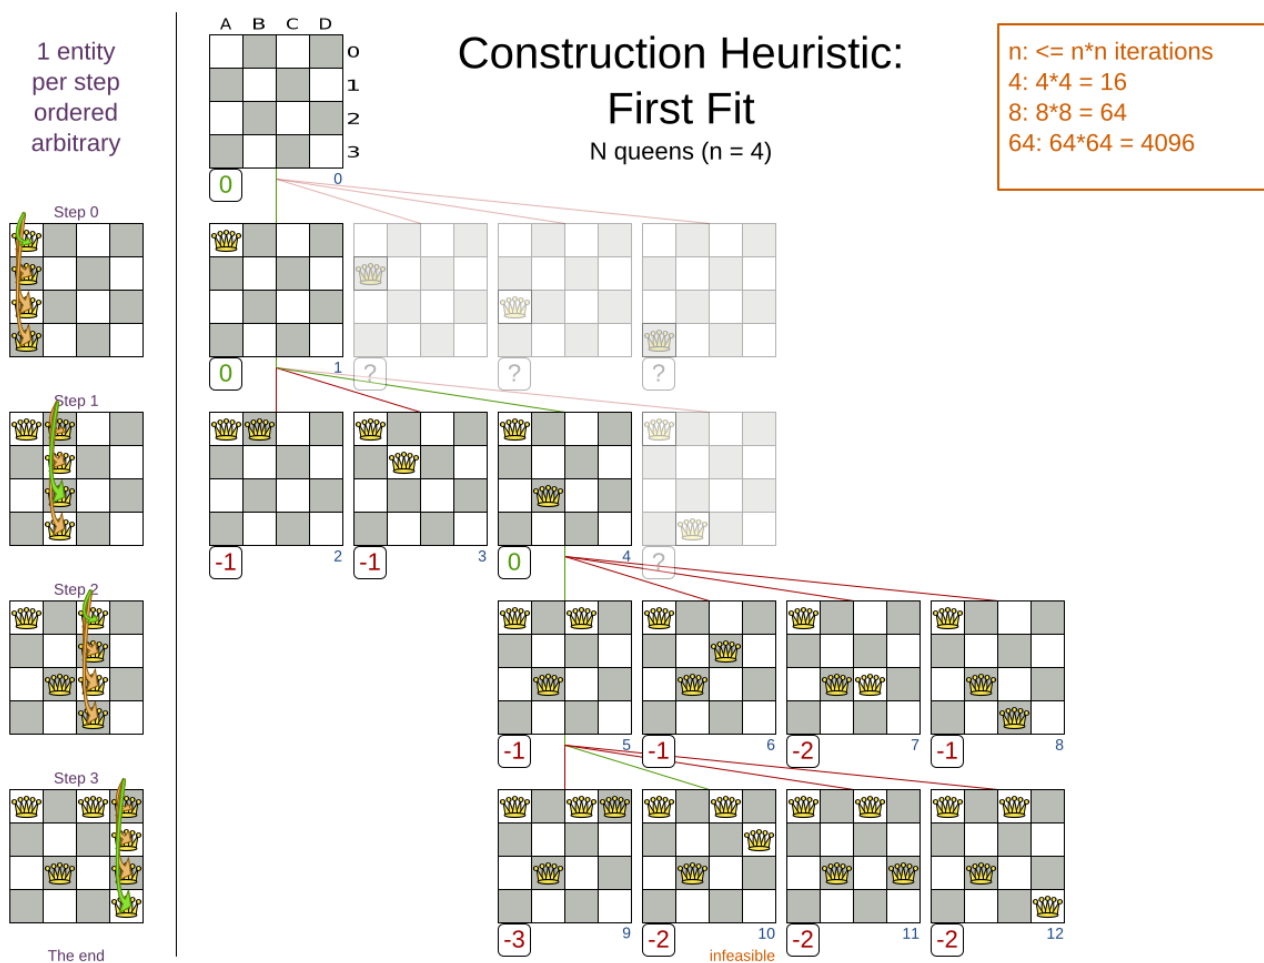 1 entity
per step
ordered
arbitrary
A B C D
0
1
2
3
Construction Heuristic:
First Fit
N queens (n = 4)
n: <= n*n iterations
4: 4*4 = 16
8: 8*8 = 64
64: 64*64 = 4096
0 0
Step 0
0 1 ? ? ?
Step 1
-1 2 -1 3 0 4 ?
Step 2
-1 5 -1 6 -2 7 -1 8
Step 3
-3 9 -2 10 -2 11 -2 12
The end
infeasible